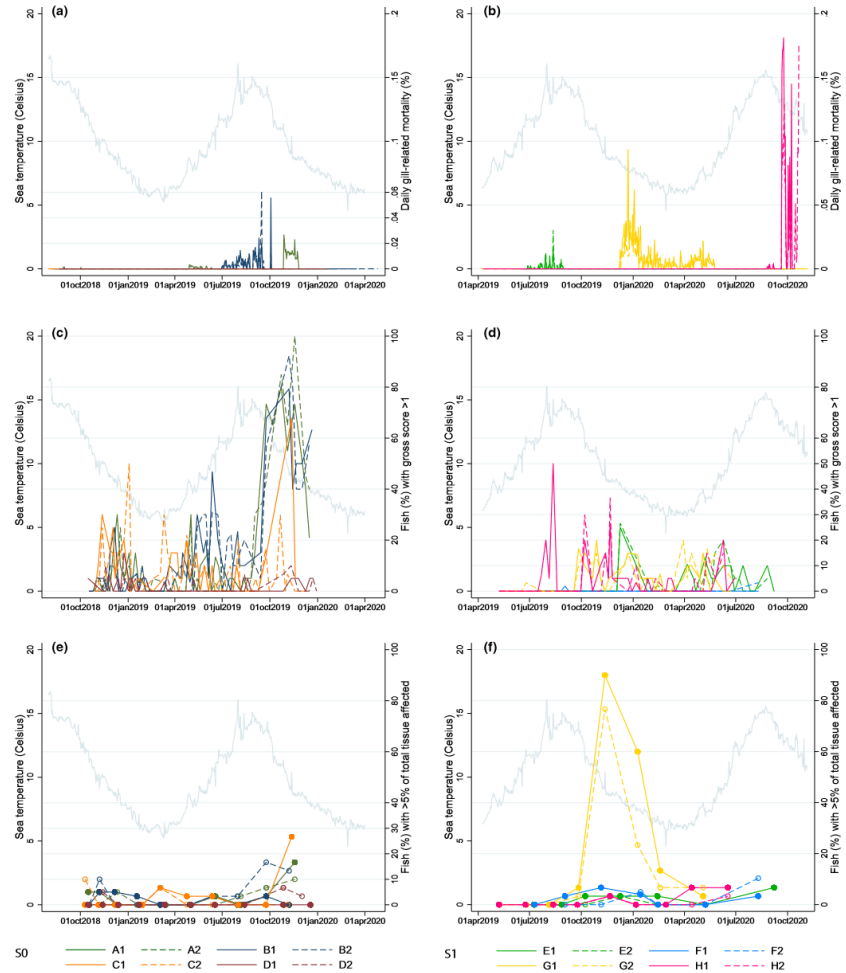 (a)
20
15
10
5
0
Sea temperature (Celsius)
.2
.15
.1
.06
.04
.02
0
Daily gill-related mortality (%)
01oct2018 01jan2019 01apr2019 01jul2019 01oct2019 01jan2020 01apr2020
(b)
20
15
10
5
0
Sea temperature (Celsius)
.2
.15
.1
.05
0
Daily gill-related mortality (%)
01apr2019 01jul2019 01oct2019 01jan2020 01apr2020 01jul2020 01oct2020
(c)
20
15
10
5
0
Sea temperature (Celsius)
100
80
60
40
20
0
Fish (%) with gross score >1
01oct2018 01jan2019 01apr2019 01jul2019 01oct2019 01jan2020 01apr2020
(d)
20
15
10
5
0
Sea temperature (Celsius)
100
80
60
50
40
30
20
10
0
Fish (%) with gross score >1
01apr2019 01jul2019 01oct2019 01jan2020 01apr2020 01jul2020 01oct2020
(e)
20
15
10
5
0
Sea temperature (Celsius)
100
80
60
40
30
20
10
0
Fish (%) with >5% of total tissue affected
01oct2018 01jan2019 01apr2019 01jul2019 01oct2019 01jan2020 01apr2020
(f)
20
15
10
5
0
Sea temperature (Celsius)
100
80
60
40
20
0
Fish (%) with >5% of total tissue affected
01apr2019 01jul2019 01oct2019 01jan2020 01apr2020 01jul2020 01oct2020
S0 A1 A2 B1 B2
C1 C2 D1 D2
S1 E1 E2 F1 F2
G1 G2 H1 H2